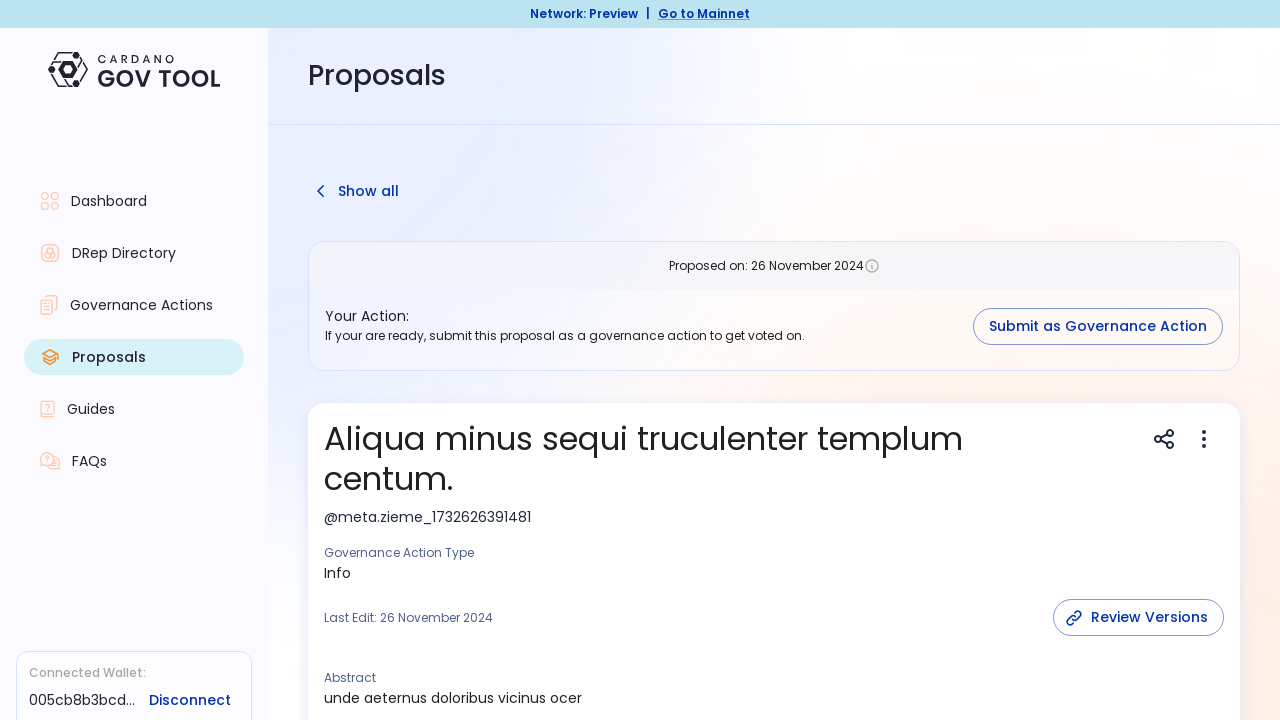 Network: Preview | Go to Mainnet
CARDANO
GOV TOOL
Proposals
Dashboard
DRep Directory
Governance Actions
Proposals
Guides
FAQs
Connected Wallet:
005cb8b3bcd... Disconnect
Show all
Proposed on: 26 November 2024
Your Action:
If your are ready, submit this proposal as a governance action to get voted on.
Submit as Governance Action
Aliqua minus sequi truculenter templum
centum.
@meta.zieme_1732626391481
Governance Action Type
Info
Last Edit: 26 November 2024
Review Versions
Abstract
unde aeternus doloribus vicinus ocer